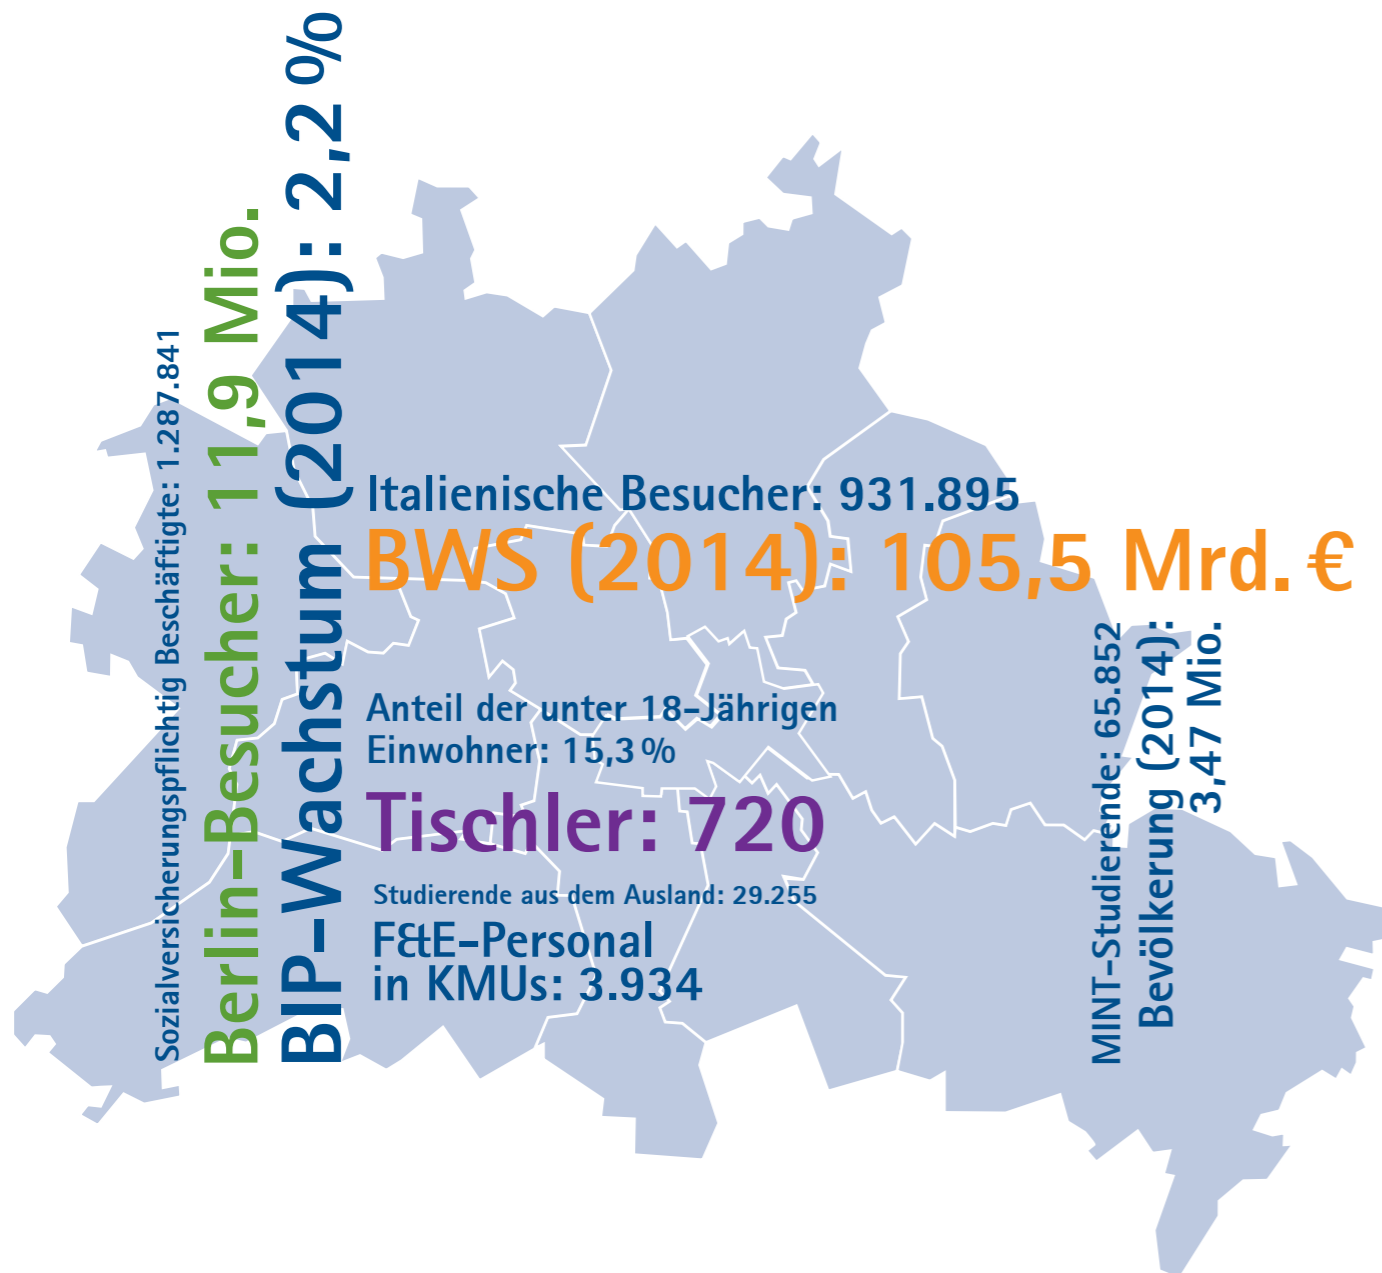 Sozialversicherungspflichtig Beschäftigte: 1.287.841
Berlin-Besucher: 11,9 Mio.
BIP-Wachstum (2014): 2,2 %
Italienische Besucher: 931.895
BWS (2014): 105,5 Mrd. €
Anteil der unter 18-Jährigen
Einwohner: 15,3 %
Tischler: 720
Studierende aus dem Ausland: 29.255
F&E-Personal
in KMUs: 3.934
MINT-Studierende: 65.852
Bevölkerung (2014):
3,47 Mio.